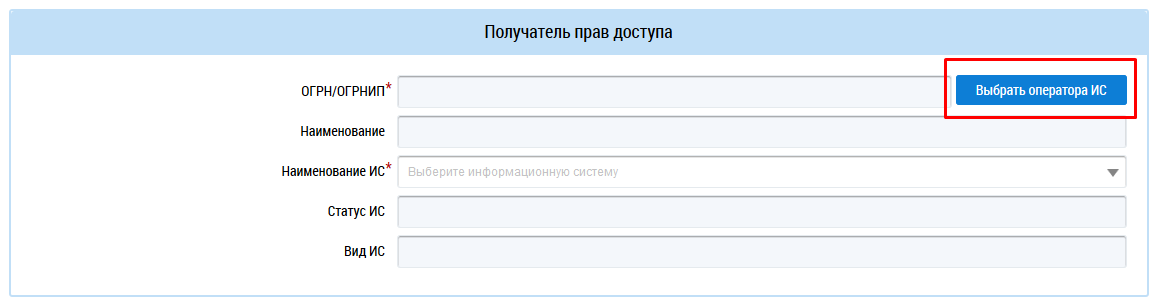 Получатель прав доступа
ОГРН/ОГРНИП* Выбрать оператора ИС
Наименование
Наименование ИС* Выберите информационную систему
Статус ИС
Вид ИС